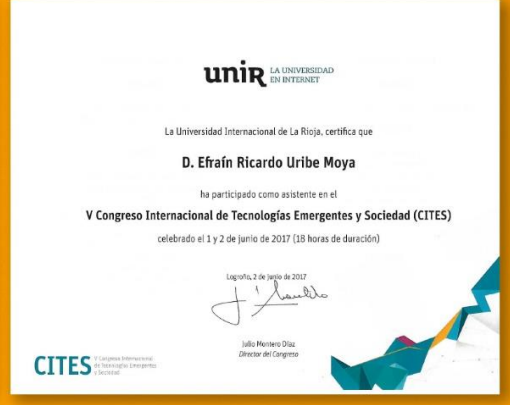 unir LA UNIVERSIDAD
EN INTERNET
La Universidad Internacional de La Rioja, certifica que
D. Efraín Ricardo Uribe Moya
ha participado como asistente en el
V Congreso Internacional de Tecnologías Emergentes y Sociedad (CITES)
celebrado el 1 y 2 de junio de 2017 (18 horas de duración)
Logroño, 2 de junio de 2017
Julio Montero Díaz
Director del Congreso
CITES V Congreso Internacional
de Tecnologías Emergentes
y Sociedad